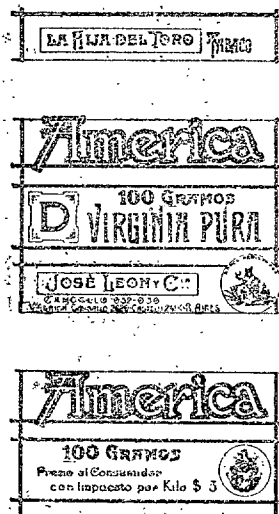 LA HIJA DEL TORO TABACO
America
100 GRAMOS
D VIRGINIA PURA
JOSÉ LEON Y Cía
America
100 GRAMOS
Precio al Consumidor
con Impuesto por Kilo $ 3